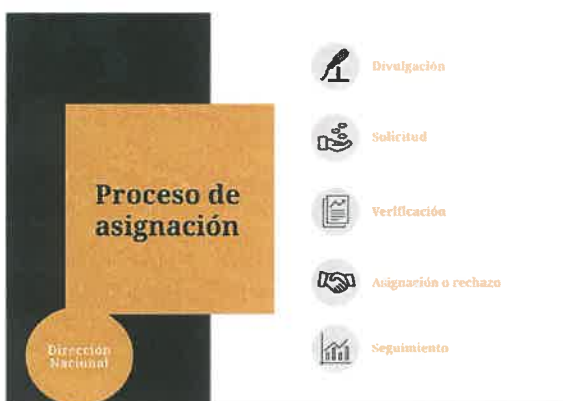 Proceso de
asignación
Dirección
Nacional
Divulgación
Solicitud
Verificación
Asignación o rechazo
Seguimiento